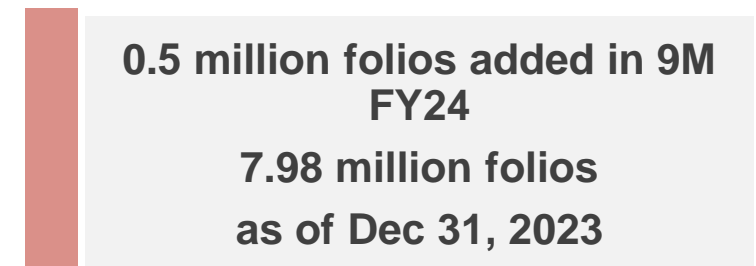 0.5 million folios added in 9M
FY24
7.98 million folios
as of Dec 31, 2023